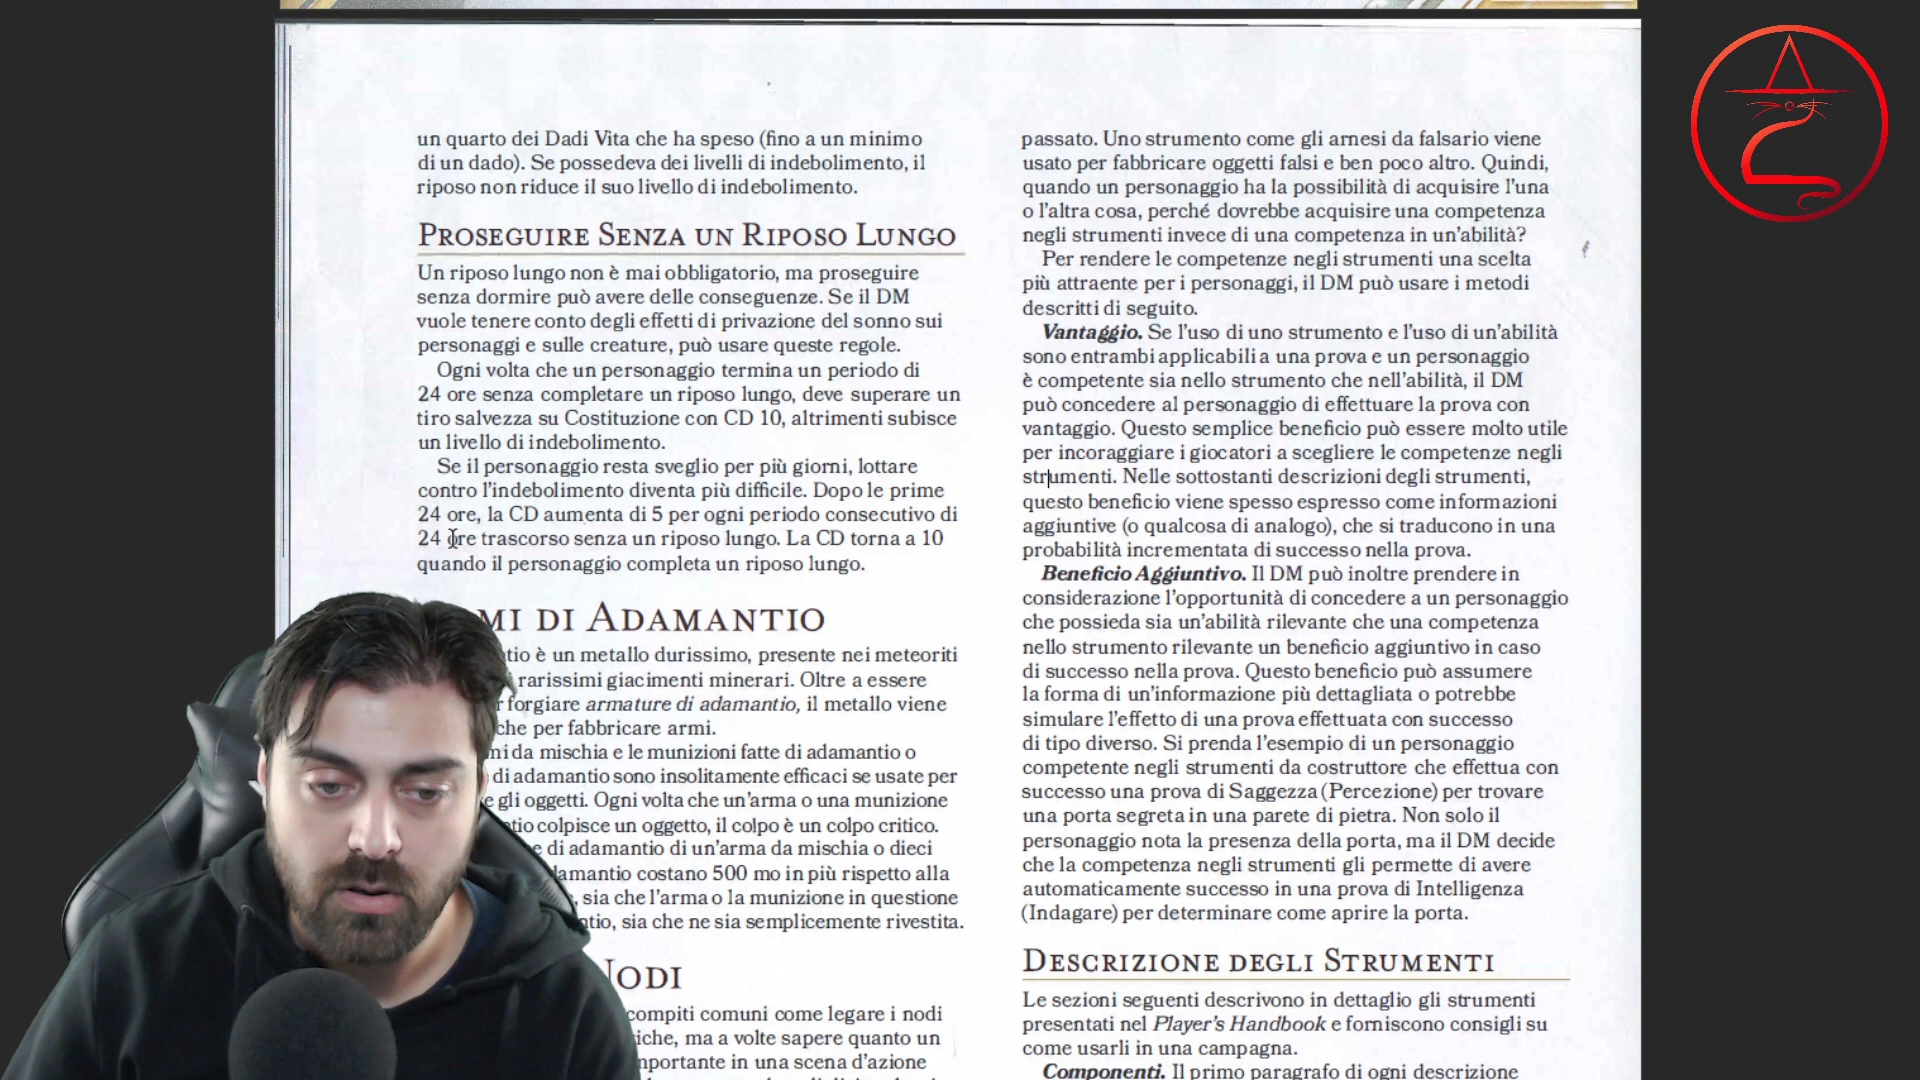 un quarto dei Dadi Vita che ha speso (fino a un minimo
di un dado). Se possedeva dei livelli di indebolimento, il
riposo non riduce il suo livello di indebolimento.
PROSEGUIRE SENZA UN RIPOSO LUNGO
Un riposo lungo non è mai obbligatorio, ma proseguire
senza dormire può avere delle conseguenze. Se il DM
vuole tenere conto degli effetti di privazione del sonno sui
personaggi e sulle creature, può usare queste regole.
Ogni volta che un personaggio termina un periodo di
24 ore senza completare un riposo lungo, deve superare un
tiro salvezza su Costituzione con CD 10, altrimenti subisce
un livello di indebolimento.
Se il personaggio resta sveglio per più giorni, lottare
contro l'indebolimento diventa più difficile. Dopo le prime
24 ore, la CD aumenta di 5 per ogni periodo consecutivo di
24 ore trascorso senza un riposo lungo. La CD torna a 10
quando il personaggio completa un riposo lungo.
MI DI ADAMANTIO
tio è un metallo durissimo, presente nei meteoriti
rarissimi giacimenti minerari. Oltre a essere
forgiare armature di adamantio, il metallo viene
che per fabbricare armi.
mi da mischia e le munizioni fatte di adamantio o
di adamantio sono insolitamente efficaci se usate per
e gli oggetti. Ogni volta che un'arma o una munizione
tio colpisce un oggetto, il colpo è un colpo critico.
e di adamantio di un'arma da mischia o dieci
amantio costano 500 mo in più rispetto alla
, sia che l'arma o la munizione in questione
tio, sia che ne sia semplicemente rivestita.
NODI
compiti comuni come legare i nodi
iche, ma a volte sapere quanto un
mportante in una scena d'azione
passato. Uno strumento come gli arnesi da falsario viene
usato per fabbricare oggetti falsi e ben poco altro. Quindi,
quando un personaggio ha la possibilità di acquisire l'una
o l'altra cosa, perché dovrebbe acquisire una competenza
negli strumenti invece di una competenza in un'abilità?
Per rendere le competenze negli strumenti una scelta
più attraente per i personaggi, il DM può usare i metodi
descritti di seguito.
Vantaggio. Se l'uso di uno strumento e l'uso di un'abilità
sono entrambi applicabili a una prova e un personaggio
è competente sia nello strumento che nell'abilità, il DM
può concedere al personaggio di effettuare la prova con
vantaggio. Questo semplice beneficio può essere molto utile
per incoraggiare i giocatori a scegliere le competenze negli
strumenti. Nelle sottostanti descrizioni degli strumenti,
questo beneficio viene spesso espresso come informazioni
aggiuntive (o qualcosa di analogo), che si traducono in una
probabilità incrementata di successo nella prova.
Beneficio Aggiuntivo. Il DM può inoltre prendere in
considerazione l'opportunità di concedere a un personaggio
che possieda sia un'abilità rilevante che una competenza
nello strumento rilevante un beneficio aggiuntivo in caso
di successo nella prova. Questo beneficio può assumere
la forma di un'informazione più dettagliata o potrebbe
simulare l'effetto di una prova effettuata con successo
di tipo diverso. Si prenda l'esempio di un personaggio
competente negli strumenti da costruttore che effettua con
successo una prova di Saggezza (Percezione) per trovare
una porta segreta in una parete di pietra. Non solo il
personaggio nota la presenza della porta, ma il DM decide
che la competenza negli strumenti gli permette di avere
automaticamente successo in una prova di Intelligenza
(Indagare) per determinare come aprire la porta.
DESCRIZIONE DEGLI STRUMENTI
Le sezioni seguenti descrivono in dettaglio gli strumenti
presentati nel Player's Handbook e forniscono consigli su
come usarli in una campagna.
Componenti. Il primo paragrafo di ogni descrizione